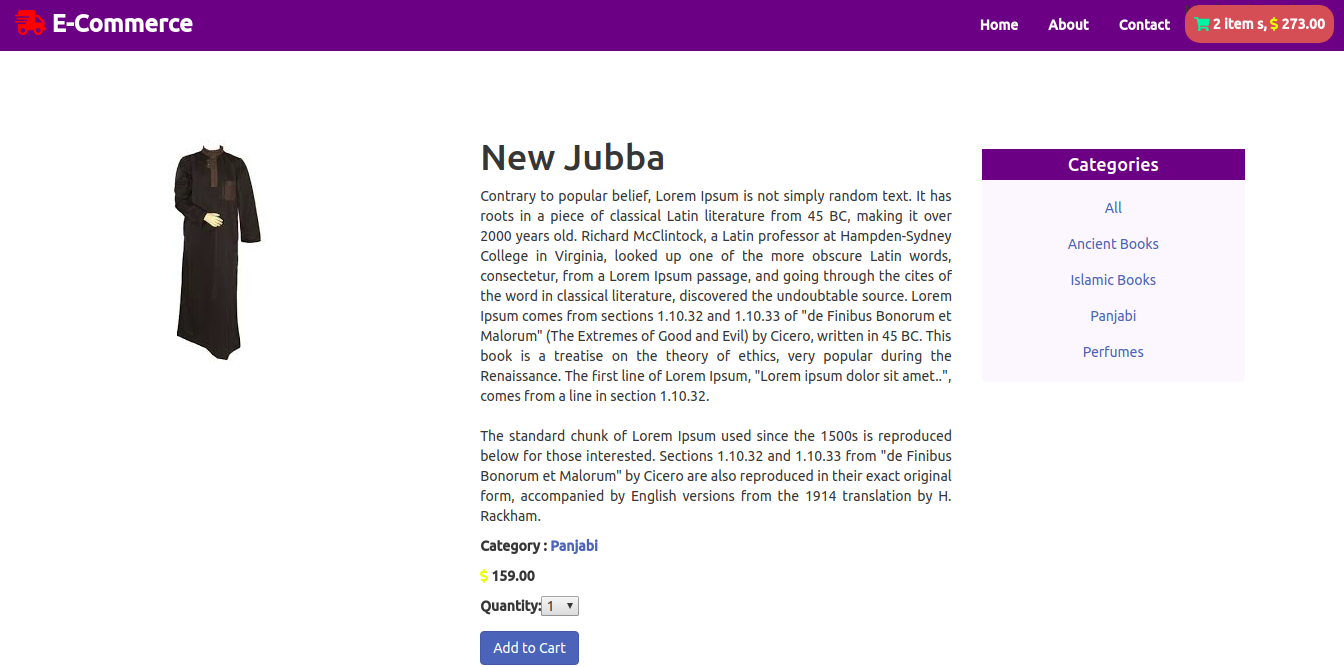 E-Commerce
Home
About
Contact
2 item s, $ 273.00
New Jubba
Contrary to popular belief, Lorem Ipsum is not simply random text. It has
roots in a piece of classical Latin literature from 45 BC, making it over
2000 years old. Richard McClintock, a Latin professor at Hampden-Sydney
College in Virginia, looked up one of the more obscure Latin words,
consectetur, from a Lorem Ipsum passage, and going through the cites of
the word in classical literature, discovered the undoubtable source. Lorem
Ipsum comes from sections 1.10.32 and 1.10.33 of "de Finibus Bonorum et
Malorum" (The Extremes of Good and Evil) by Cicero, written in 45 BC. This
book is a treatise on the theory of ethics, very popular during the
Renaissance. The first line of Lorem Ipsum, "Lorem ipsum dolor sit amet..",
comes from a line in section 1.10.32.
The standard chunk of Lorem Ipsum used since the 1500s is reproduced
below for those interested. Sections 1.10.32 and 1.10.33 from "de Finibus
Bonorum et Malorum" by Cicero are also reproduced in their exact original
form, accompanied by English versions from the 1914 translation by H.
Rackham.
Category : Panjabi
$ 159.00
Quantity: 1
Add to Cart
Categories
All
Ancient Books
Islamic Books
Panjabi
Perfumes